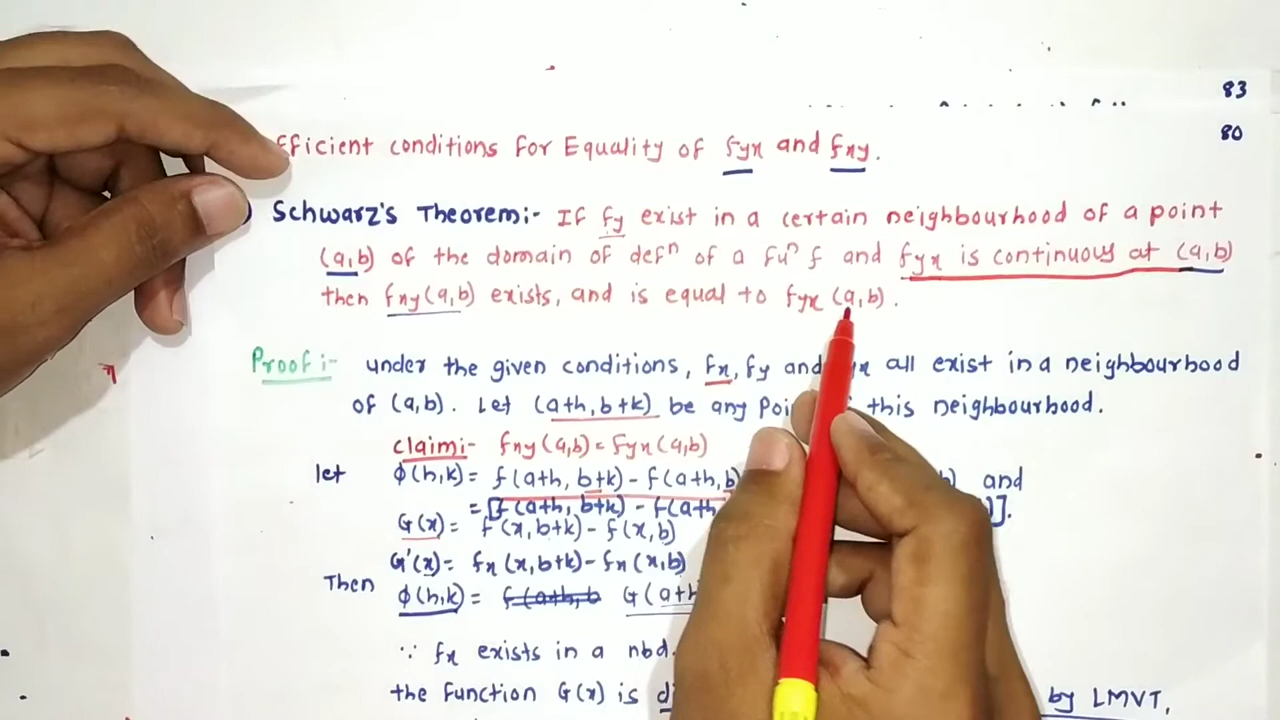 83
80
fficient conditions for Equality of fyx and fxy.
Schwarz's Theorem:- If fy exist in a certain neighbourhood of a point
(a,b) of the domain of defⁿ of a fuⁿ f and fyx is continuous at (a,b)
then fxy(a,b) exists, and is equal to fyx (a,b).
Proof:- under the given conditions, fx, fy and yx all exist in a neighbourhood
of (a,b). Let (a+h, b+k) be any Poi this neighbourhood.
claim:- fxy(a,b) = fyx(a,b)
let ϕ(h,k) = f(a+h, b+k) - f(a+h, b) and
= [f(a+h, b+k) - f(a+h )].
G(x) = f(x, b+k) - f(x,b)
G'(x) = fx(x,b+k) - fx(x,b)
Then ϕ(h,k) = G(a+h
∵ fx exists in a nbd.
the function G(x) is d by LMVT,